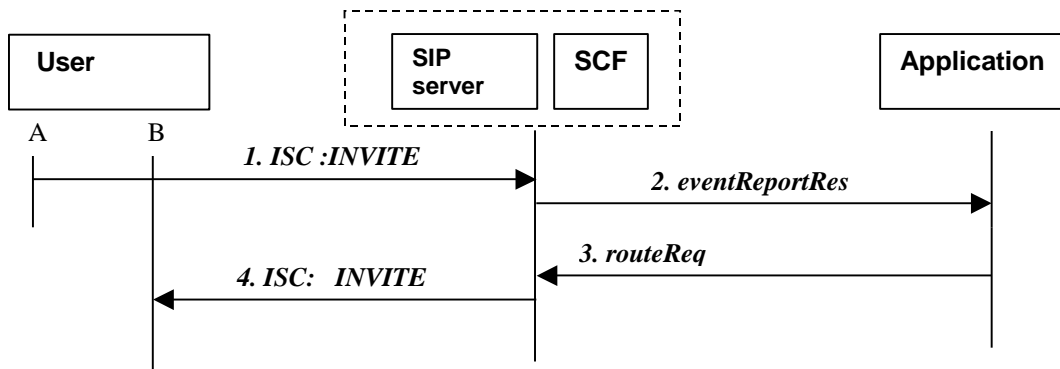 User
SIP server
SCF
Application
A
B
1. ISC :INVITE
2. eventReportRes
3. routeReq
4. ISC: INVITE